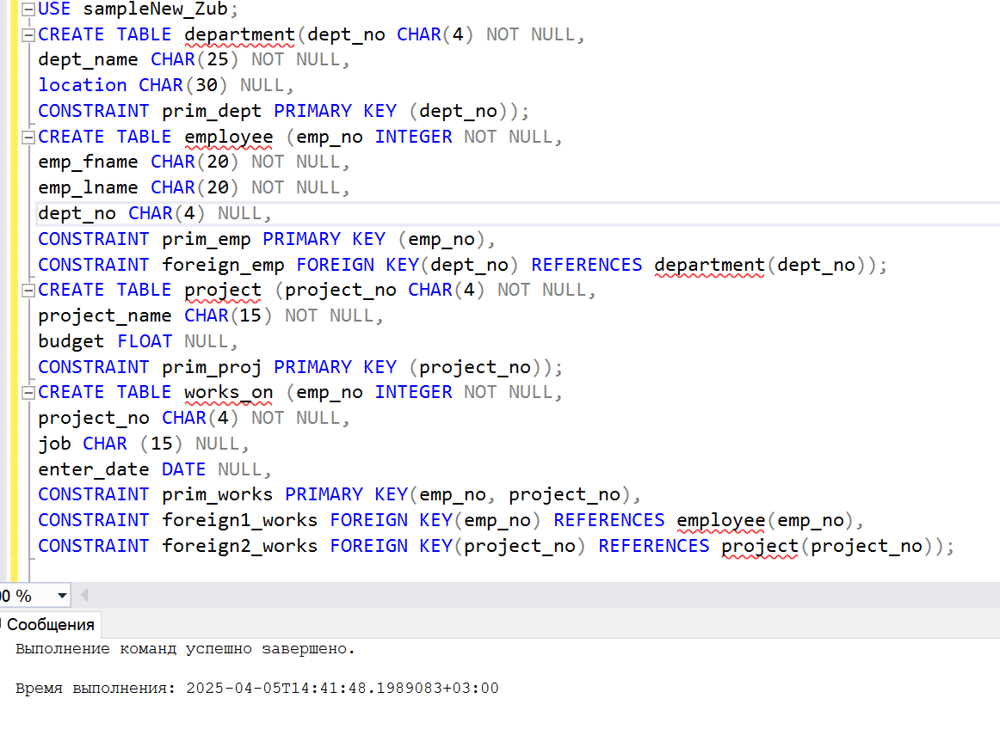 USE sampleNew_Zub;
CREATE TABLE department(dept_no CHAR(4) NOT NULL,
dept_name CHAR(25) NOT NULL,
location CHAR(30) NULL,
CONSTRAINT prim_dept PRIMARY KEY (dept_no));
CREATE TABLE employee (emp_no INTEGER NOT NULL,
emp_fname CHAR(20) NOT NULL,
emp_lname CHAR(20) NOT NULL,
dept_no CHAR(4) NULL,
CONSTRAINT prim_emp PRIMARY KEY (emp_no),
CONSTRAINT foreign_emp FOREIGN KEY(dept_no) REFERENCES department(dept_no));
CREATE TABLE project (project_no CHAR(4) NOT NULL,
project_name CHAR(15) NOT NULL,
budget FLOAT NULL,
CONSTRAINT prim_proj PRIMARY KEY (project_no));
CREATE TABLE works_on (emp_no INTEGER NOT NULL,
project_no CHAR(4) NOT NULL,
job CHAR (15) NULL,
enter_date DATE NULL,
CONSTRAINT prim_works PRIMARY KEY(emp_no, project_no),
CONSTRAINT foreign1_works FOREIGN KEY(emp_no) REFERENCES employee(emp_no),
CONSTRAINT foreign2_works FOREIGN KEY(project_no) REFERENCES project(project_no));
00 %
Сообщения
Выполнение команд успешно завершено.
Время выполнения: 2025-04-05T14:41:48.1989083+03:00